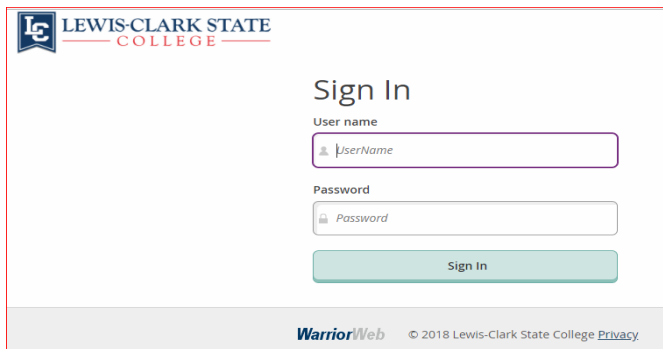 LC LEWIS-CLARK STATE
COLLEGE
Sign In
User name
UserName
Password
Password
Sign In
WarriorWeb © 2018 Lewis-Clark State College Privacy